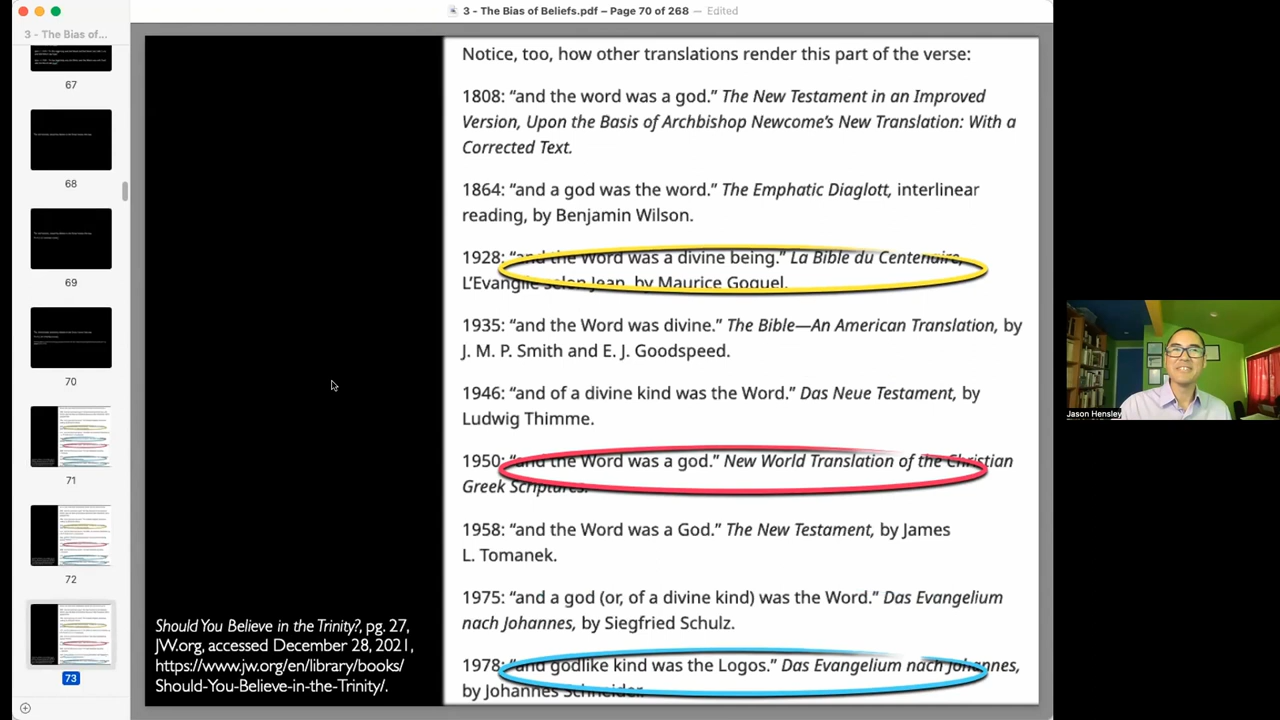 3 - The Bias of Beliefs.pdf – Page 70 of 268 — Edited
3 - The Bias of...
67
68
69
70
71
72
73
Notice, too, how other translations render this part of the verse:
1808: “and the word was a god.” The New Testament in an Improved
Version, Upon the Basis of Archbishop Newcome’s New Translation: With a
Corrected Text.
1864: “and a god was the word.” The Emphatic Diaglott, interlinear
reading, by Benjamin Wilson.
1928: “and the Word was a divine being.” La Bible du Centenaire,
L’Evangile selon Jean, by Maurice Goguel.
1935: “and the Word was divine.” The Bible—An American Translation, by
J. M. P. Smith and E. J. Goodspeed.
1946: “and of a divine kind was the Word.” Das Neue Testament, by
Ludwig Thimme.
1950: “and the Word was a god.” New World Translation of the Christian
Greek Scriptures.
1958: “and the Word was a God.” The New Testament, by James
L. Tomanek.
1975: “and a god (or, of a divine kind) was the Word.” Das Evangelium
nach Johannes, by Siegfried Schulz.
1978: “and godlike kind was the Logos.” Das Evangelium nach Johannes,
by Johannes Schneider.
Should You Believe in the Trinity?, pg. 27,
JW.org, accessed December 28, 2021,
https://www.jw.org/en/library/books/
Should-You-Believe-in-the-Trinity/.
Jason Hensley